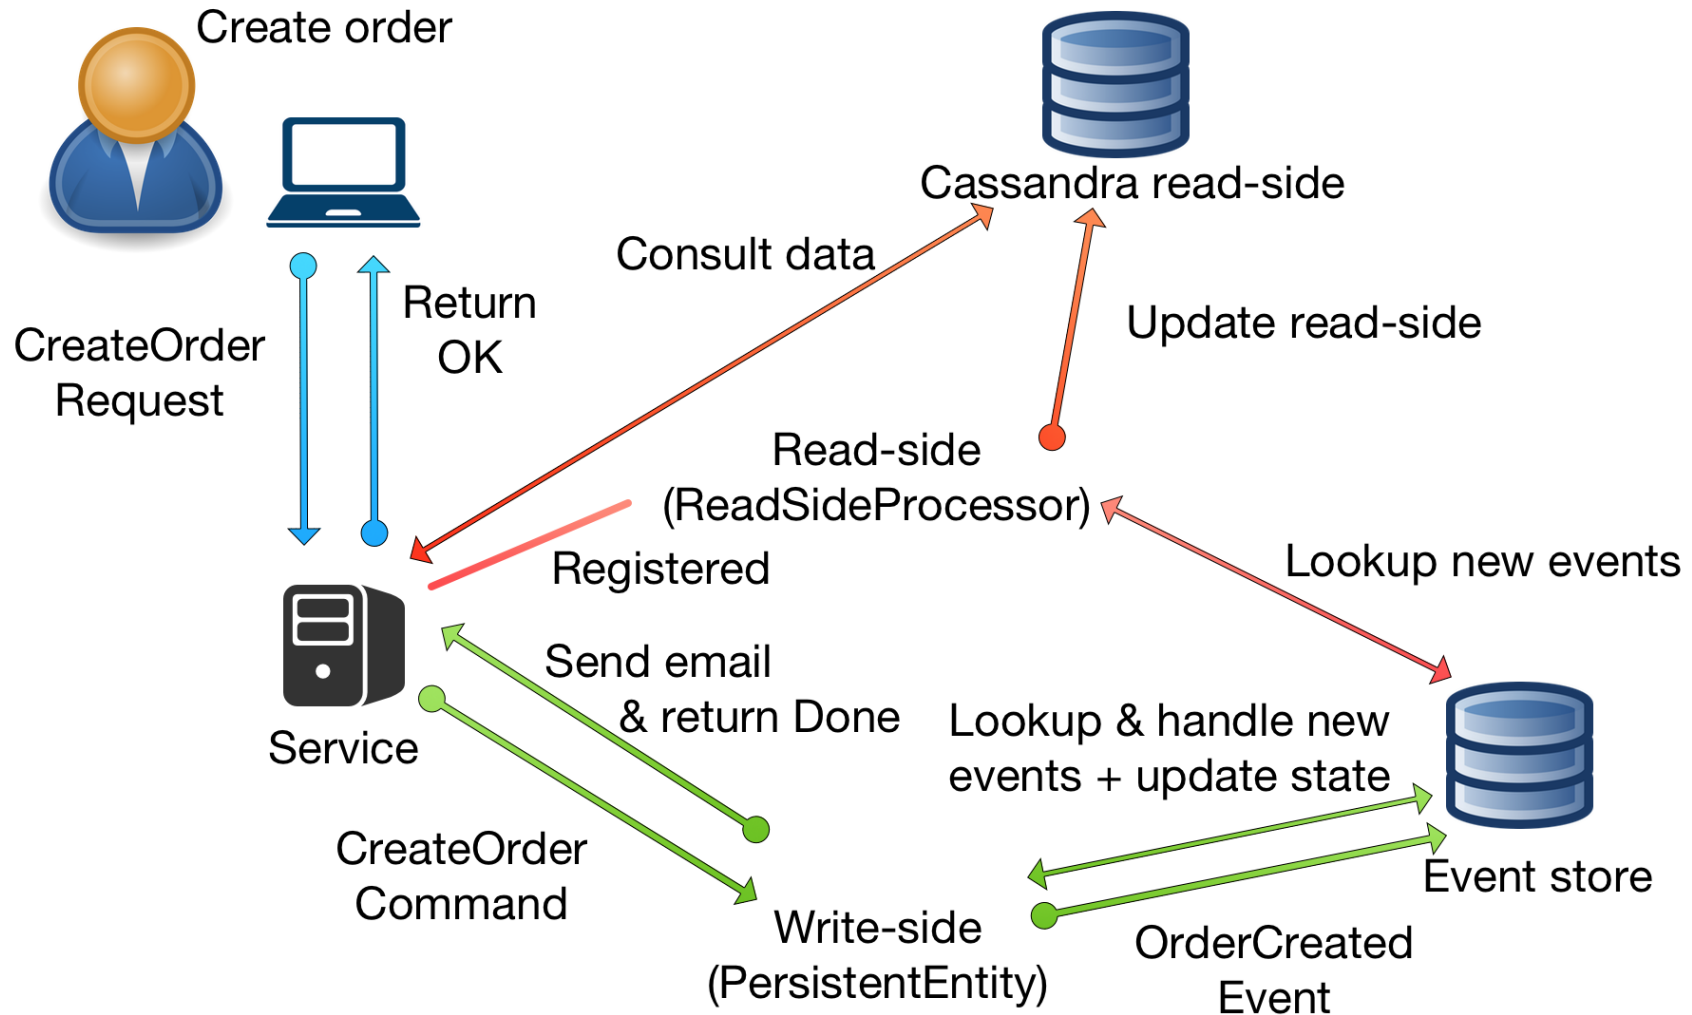 Create order
Cassandra read-side
Consult data
Return
OK
CreateOrder
Request
Update read-side
Read-side
(ReadSideProcessor)
Registered
Lookup new events
Send email
& return Done
Service
Lookup & handle new
events + update state
CreateOrder
Command
Event store
Write-side
(PersistentEntity)
OrderCreated
Event